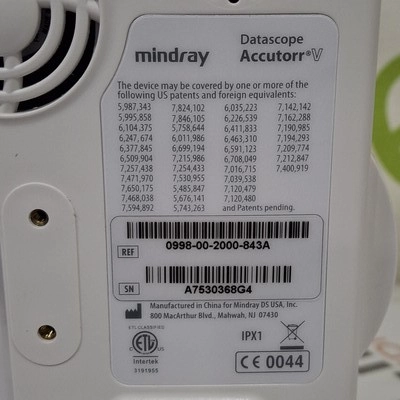 mindray
Datascope
Accutorr® V
The device may be covered by one or more of the
following US patents and foreign equivalents:
5,987,343 7,824,102 6,035,223 7,142,142
5,995,858 7,846,105 6,226,539 7,162,288
6,104,375 5,758,644 6,411,833 7,190,985
6,247,674 6,011,986 6,463,310 7,194,293
6,377,845 6,699,194 6,591,123 7,209,774
6,509,904 7,215,986 6,708,049 7,212,847
7,257,438 7,254,433 7,016,715 7,400,919
7,471,970 7,530,955 7,039,538
7,650,175 5,485,847 7,120,479
7,468,038 5,676,141 7,120,480
7,594,892 5,743,263 and Patents pending.
REF
0998-00-2000-843A
SN
A7530368G4
Manufactured in China for Mindray DS USA, Inc.
800 MacArthur Blvd., Mahwah, NJ 07430
ETL CLASSIFIED
ETL
Intertek
3191955
IPX1
CE 0044